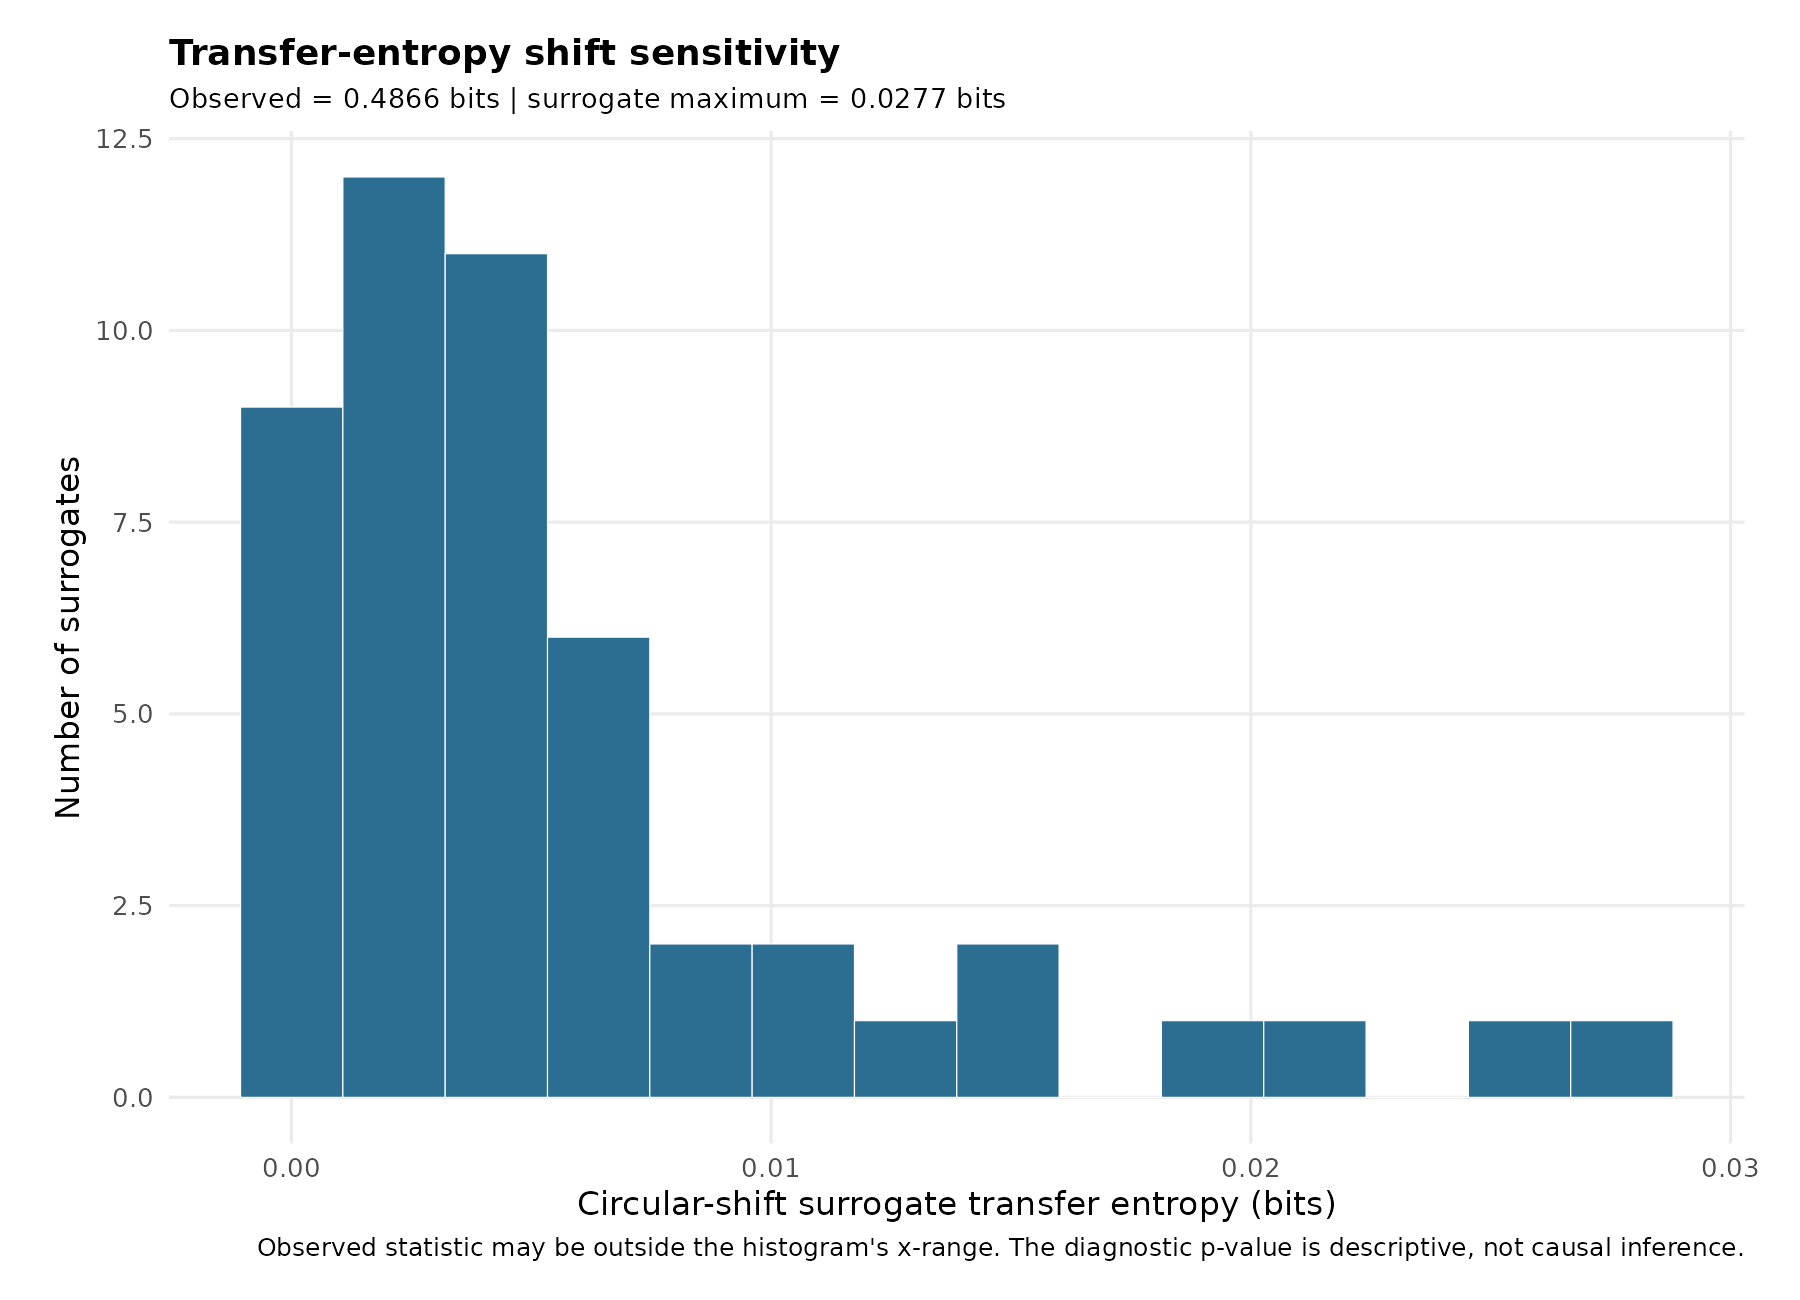 Transfer-entropy shift sensitivity
Observed = 0.4866 bits | surrogate maximum = 0.0277 bits
12.5
10.0
7.5
5.0
2.5
0.0
Number of surrogates
0.00
0.01
0.02
0.03
Circular-shift surrogate transfer entropy (bits)
Observed statistic may be outside the histogram's x-range. The diagnostic p-value is descriptive, not causal inference.